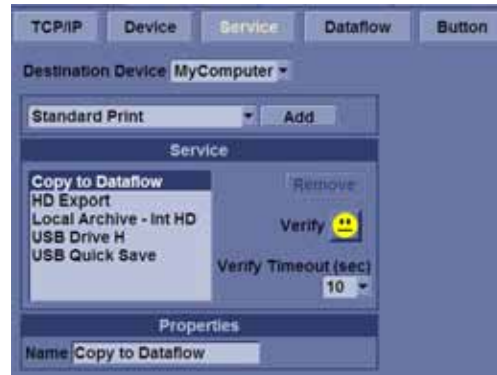 TCP/IP Device Service Dataflow Button
Destination Device MyComputer
Standard Print Add
Service
Copy to Dataflow
Remove
HD Export
Local Archive - Int HD
Verify
USB Drive H
USB Quick Save
Verify Timeout (sec)
10
Properties
Name Copy to Dataflow